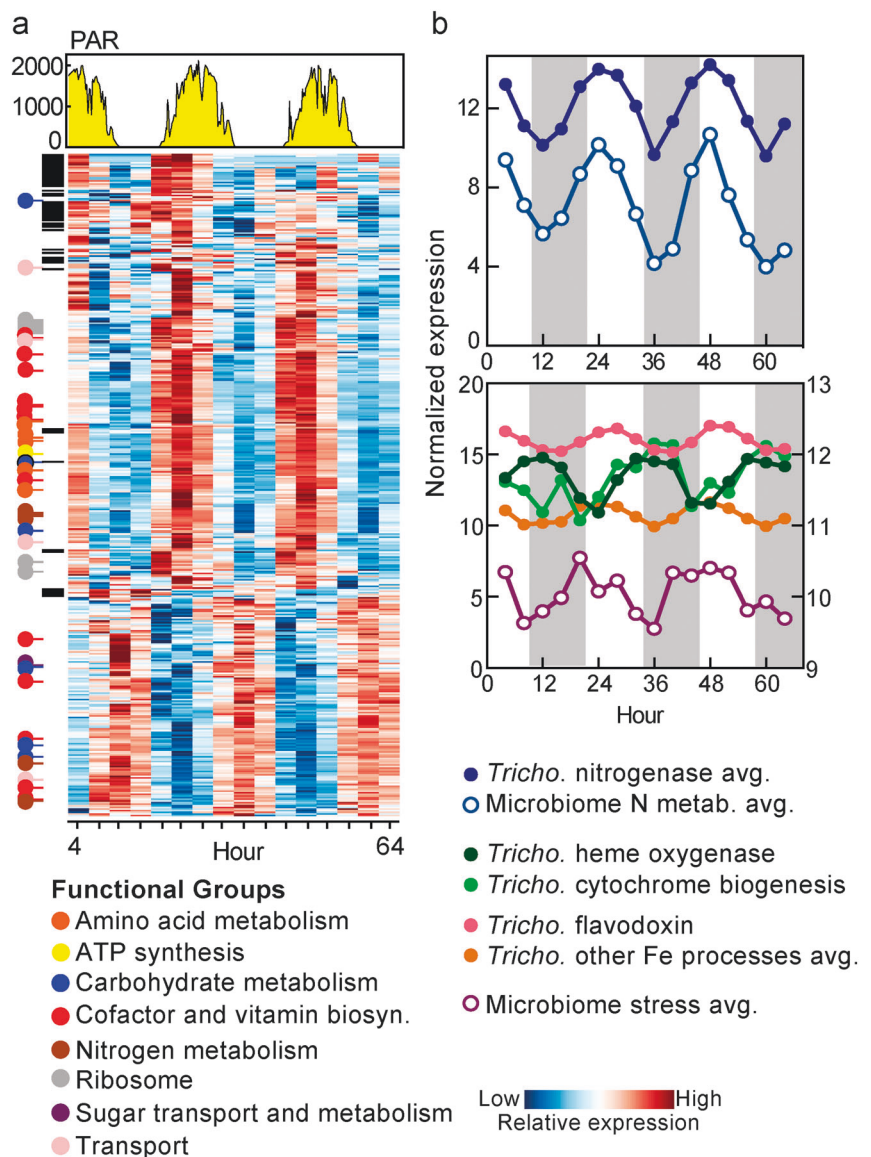 a
PAR
2000
1000
0
4 Hour 64
Functional Groups
Amino acid metabolism
ATP synthesis
Carbohydrate metabolism
Cofactor and vitamin biosyn.
Nitrogen metabolism
Ribosome
Sugar transport and metabolism
Transport
b
Normalized expression
12
8
4
0
0 12 24 36 48 60
20
15
10
5
0
13
12
11
10
9
0 12 24 36 48 60
Hour
Tricho. nitrogenase avg.
Microbiome N metab. avg.
Tricho. heme oxygenase
Tricho. cytochrome biogenesis
Tricho. flavodoxin
Tricho. other Fe processes avg.
Microbiome stress avg.
Low High
Relative expression